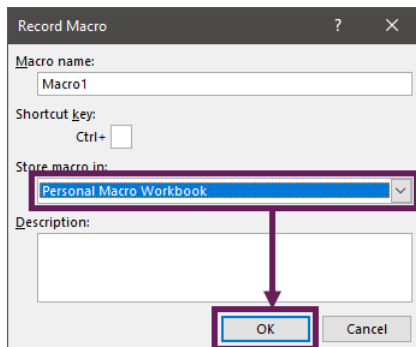 Record Macro ? ×
Macro name:
Macro1
Shortcut key:
Ctrl+
Store macro in:
Personal Macro Workbook
Description:
OK Cancel